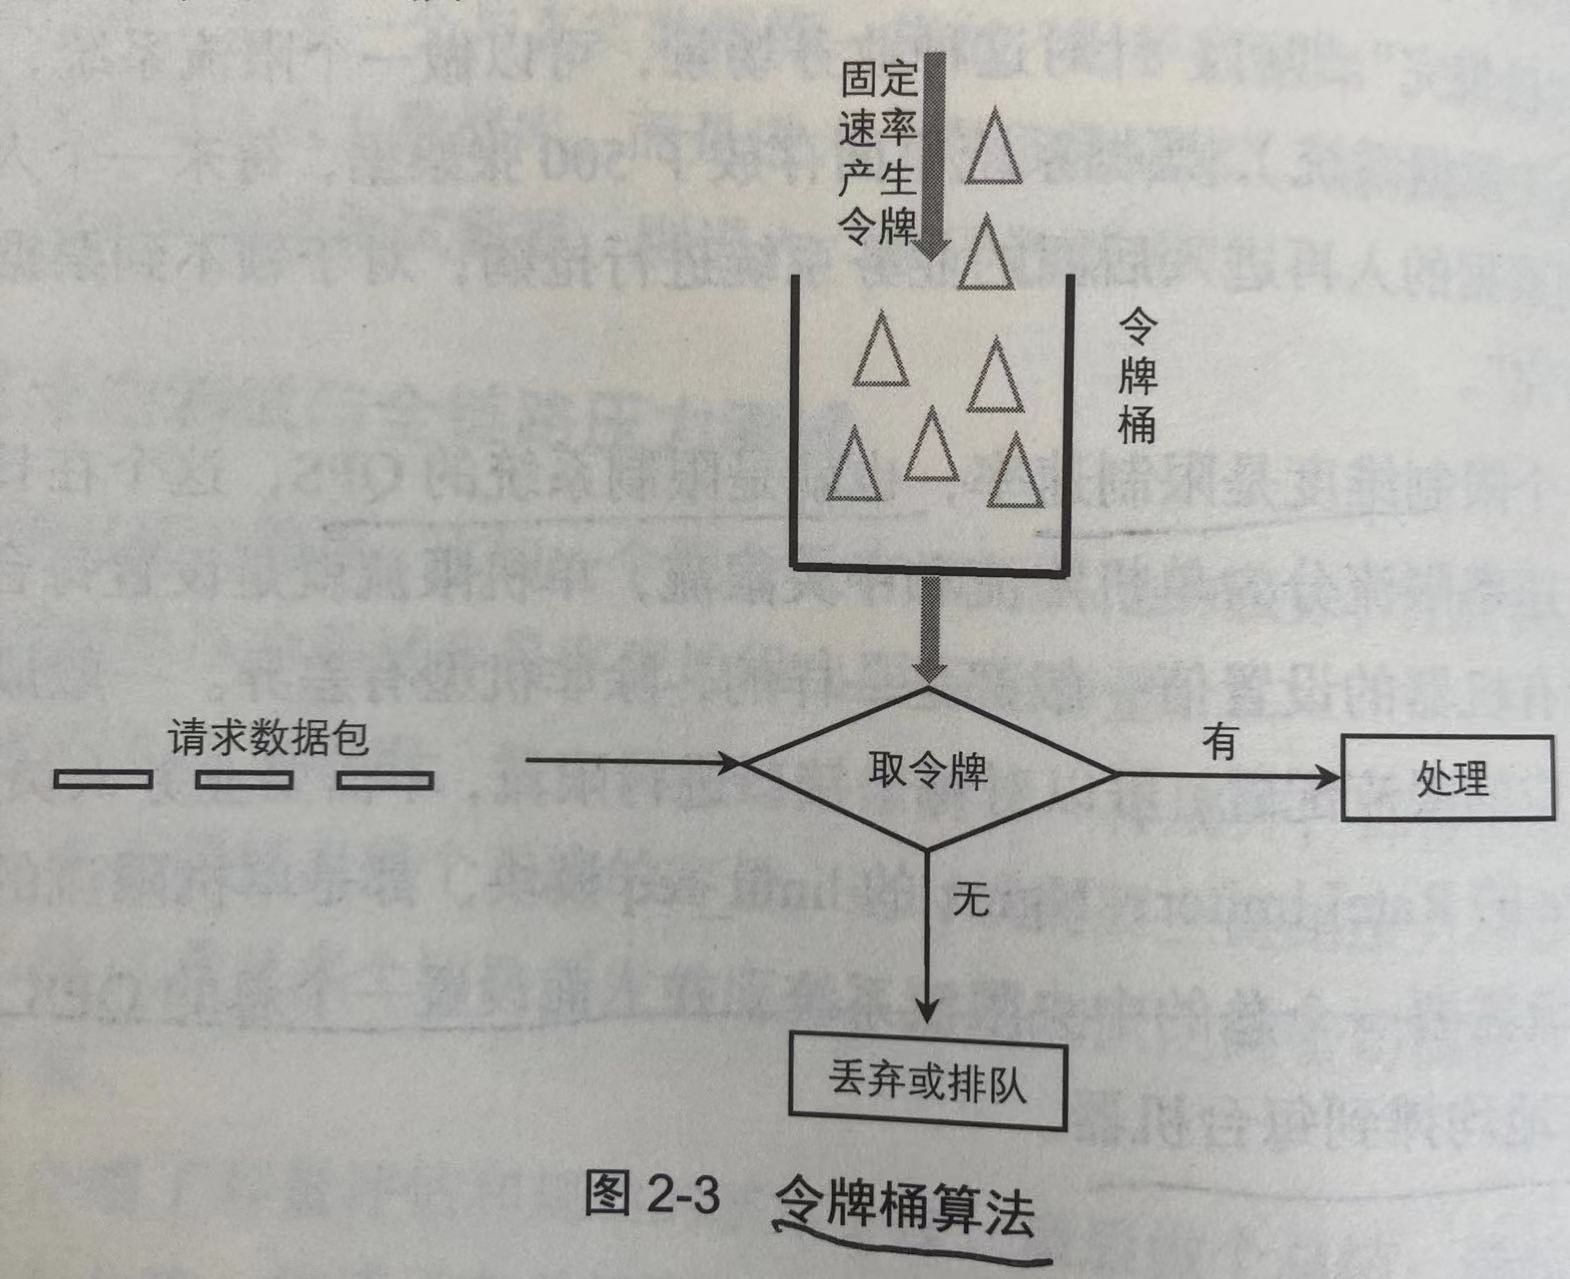 固定
速率
产生
令牌
令
牌
桶
请求数据包
取令牌
有
处理
无
丢弃或排队
图 2-3 令牌桶算法